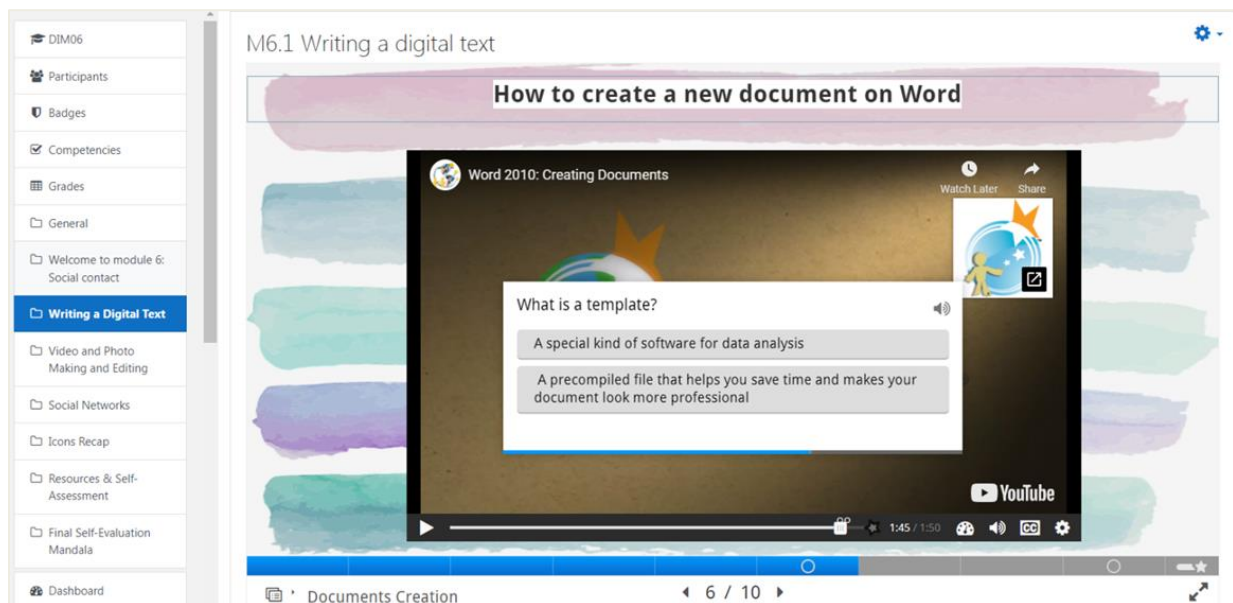 DIM06
Participants
Badges
Competencies
Grades
General
Welcome to module 6:
Social contact
Writing a Digital Text
Video and Photo
Making and Editing
Social Networks
Icons Recap
Resources & Self-
Assessment
Final Self-Evaluation
Mandala
Dashboard
M6.1 Writing a digital text
How to create a new document on Word
Word 2010: Creating Documents
Watch Later
Share
What is a template?
A special kind of software for data analysis
A precompiled file that helps you save time and makes your
document look more professional
YouTube
1:45 / 1:50
CC
Documents Creation
6 / 10